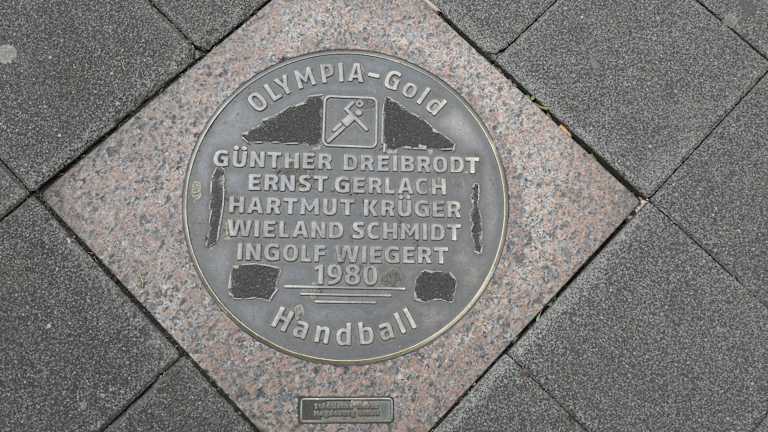 OLYMPIA-Gold
GÜNTHER DREIBRODT
ERNST GERLACH
HARTMUT KRÜGER
WIELAND SCHMIDT
INGOLF WIEGERT
1980
Handball